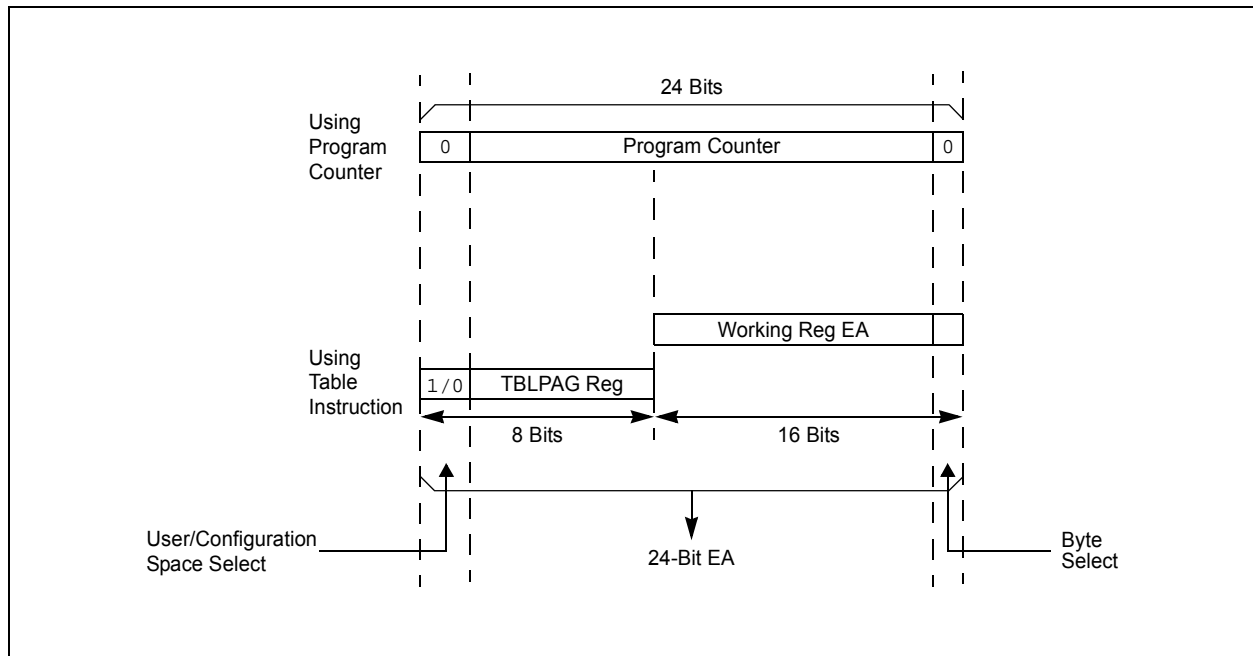 24 Bits
Using
Program
Counter
0
Program Counter
0
Working Reg EA
Using
Table
Instruction
1/0
TBLPAG Reg
8 Bits
16 Bits
User/Configuration
Space Select
24-Bit EA
Byte
Select